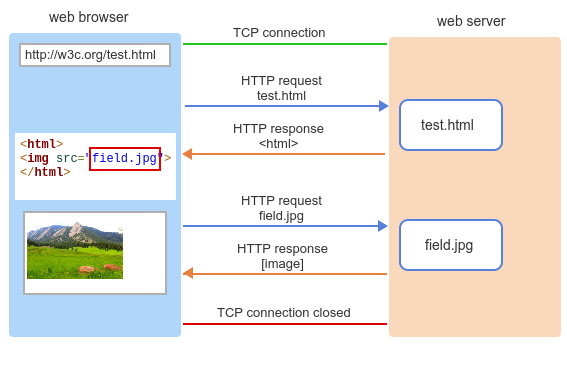 web browser
web server
TCP connection
http://w3c.org/test.html
HTTP request
test.html
test.html
HTTP response
<html>
<html>
<img src="field.jpg">
</html>
HTTP request
field.jpg
field.jpg
HTTP response
[image]
TCP connection closed